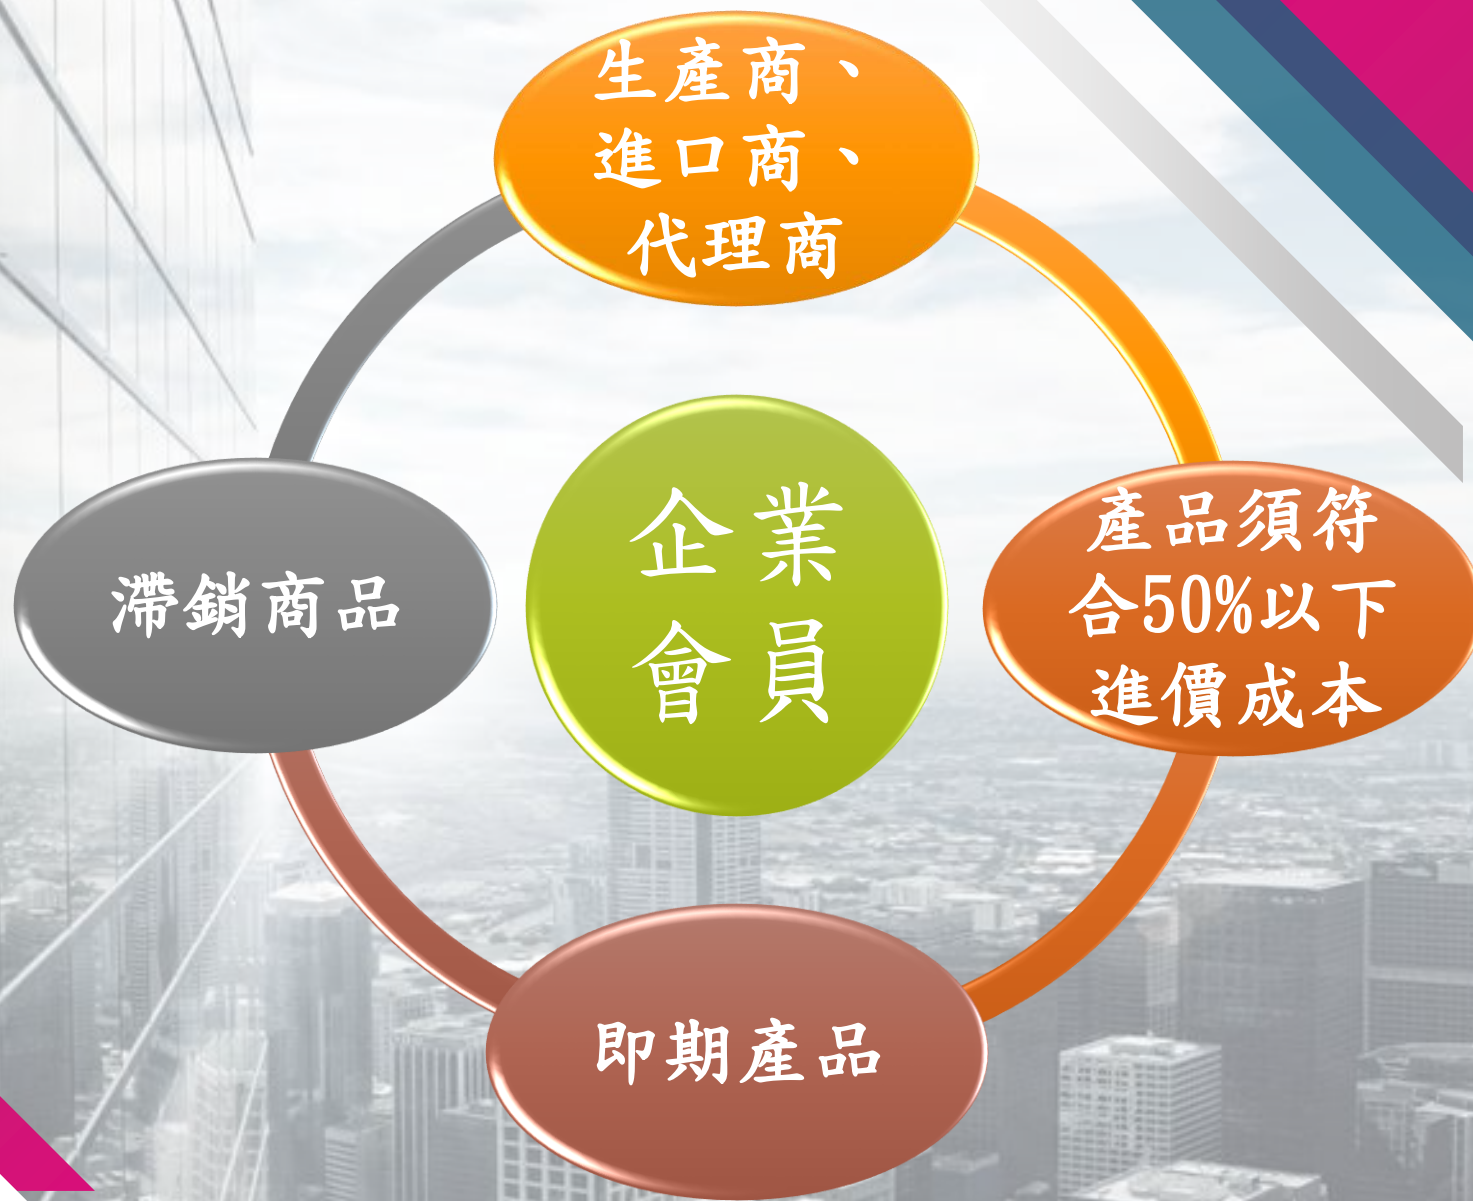 生產商、
進口商、
代理商
企業
會員
產品須符
合50%以下
進價成本
即期產品
滯銷商品